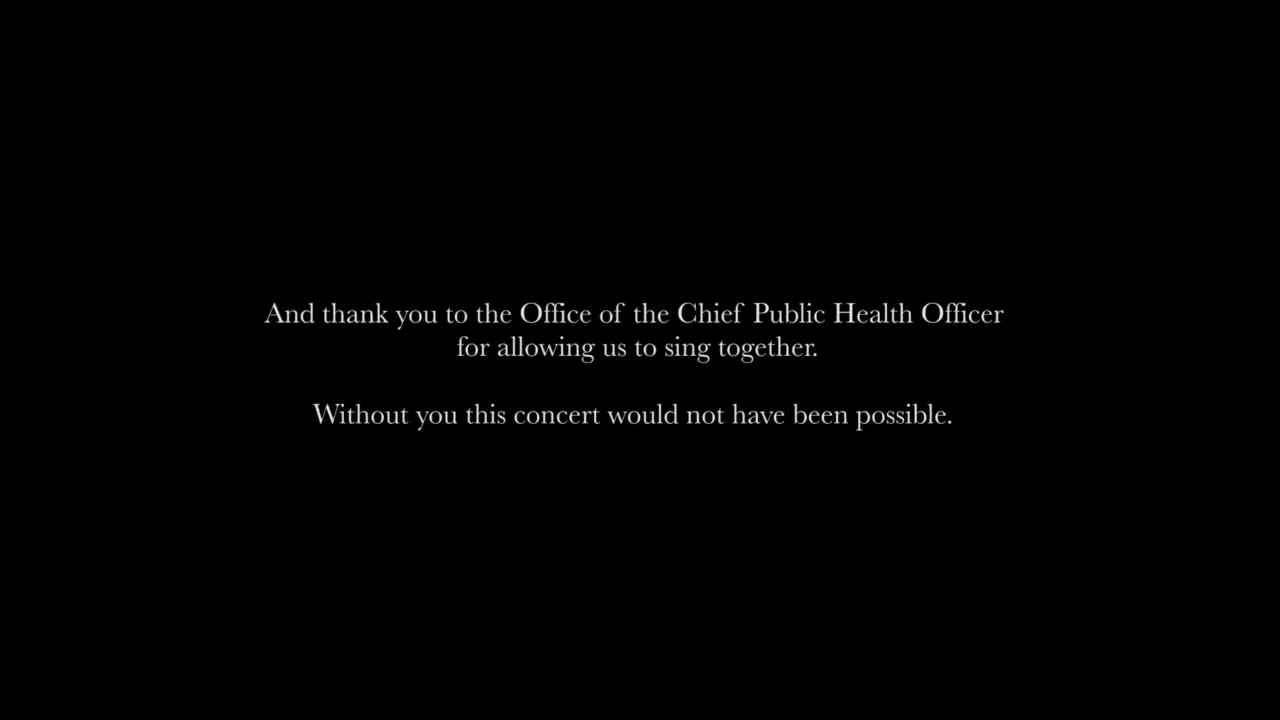 And thank you to the Office of the Chief Public Health Officer
for allowing us to sing together.
Without you this concert would not have been possible.